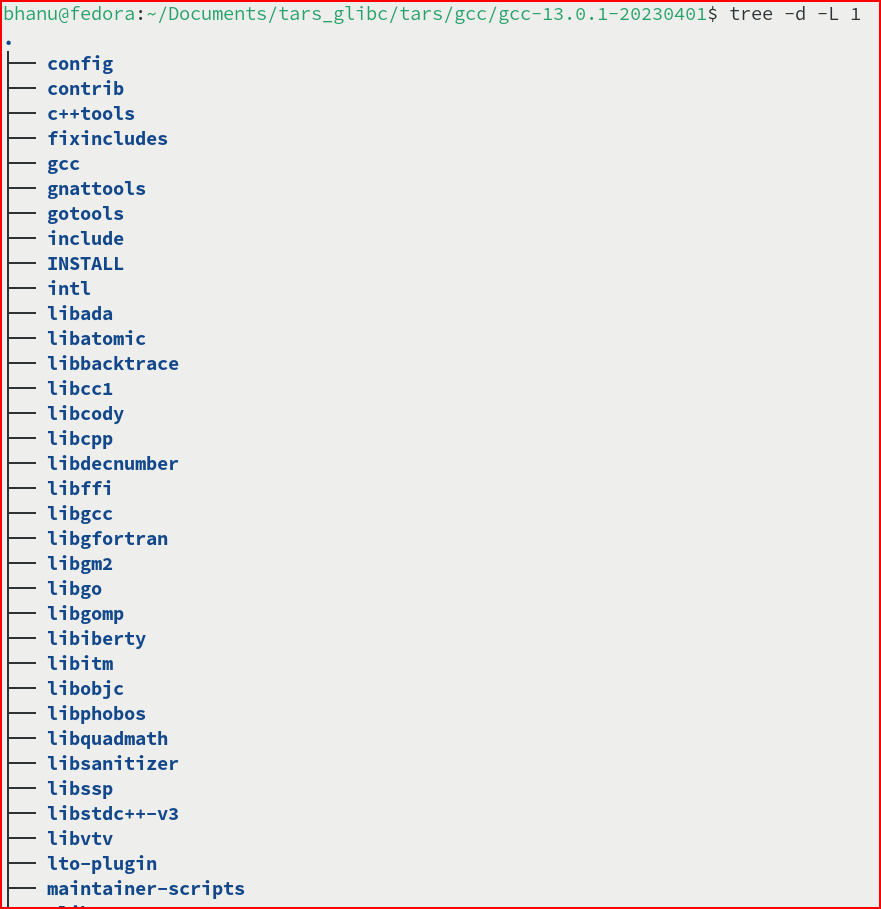 bhanu@fedora:~/Documents/tars_glibc/tars/gcc/gcc-13.0.1-20230401$ tree -d -L 1
.
├── config
├── contrib
├── c++tools
├── fixincludes
├── gcc
├── gnattools
├── gotools
├── include
├── INSTALL
├── intl
├── libada
├── libatomic
├── libbacktrace
├── libcc1
├── libcody
├── libcpp
├── libdecnumber
├── libffi
├── libgcc
├── libgfortran
├── libgm2
├── libgo
├── libgomp
├── libiberty
├── libitm
├── libobjc
├── libphobos
├── libquadmath
├── libsanitizer
├── libssp
├── libstdc++-v3
├── libvtv
├── lto-plugin
├── maintainer-scripts